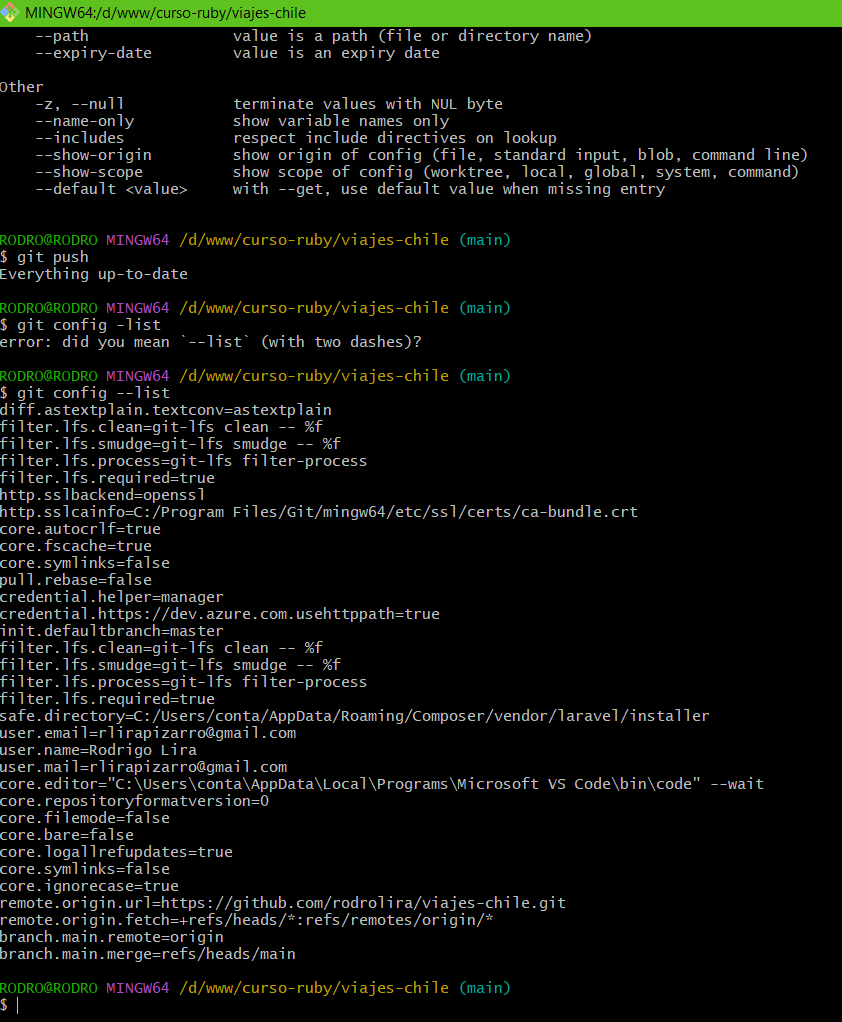 MINGW64:/d/www/curso-ruby/viajes-chile
    --path                value is a path (file or directory name)
    --expiry-date         value is an expiry date
Other
    -z, --null            terminate values with NUL byte
    --name-only           show variable names only
    --includes            respect include directives on lookup
    --show-origin         show origin of config (file, standard input, blob, command line)
    --show-scope          show scope of config (worktree, local, global, system, command)
    --default <value>     with --get, use default value when missing entry
RODRO@RODRO MINGW64 /d/www/curso-ruby/viajes-chile (main)
$ git push
Everything up-to-date
RODRO@RODRO MINGW64 /d/www/curso-ruby/viajes-chile (main)
$ git config -list
error: did you mean `--list` (with two dashes)?
RODRO@RODRO MINGW64 /d/www/curso-ruby/viajes-chile (main)
$ git config --list
diff.astextplain.textconv=astextplain
filter.lfs.clean=git-lfs clean -- %f
filter.lfs.smudge=git-lfs smudge -- %f
filter.lfs.process=git-lfs filter-process
filter.lfs.required=true
http.sslbackend=openssl
http.sslcainfo=C:/Program Files/Git/mingw64/etc/ssl/certs/ca-bundle.crt
core.autocrlf=true
core.fscache=true
core.symlinks=false
pull.rebase=false
credential.helper=manager
credential.https://dev.azure.com.usehttppath=true
init.defaultbranch=master
filter.lfs.clean=git-lfs clean -- %f
filter.lfs.smudge=git-lfs smudge -- %f
filter.lfs.process=git-lfs filter-process
filter.lfs.required=true
safe.directory=C:/Users/conta/AppData/Roaming/Composer/vendor/laravel/installer
user.email=rlirapizarro@gmail.com
user.name=Rodrigo Lira
user.mail=rlirapizarro@gmail.com
core.editor="C:\Users\conta\AppData\Local\Programs\Microsoft VS Code\bin\code" --wait
core.repositoryformatversion=0
core.filemode=false
core.bare=false
core.logallrefupdates=true
core.symlinks=false
core.ignorecase=true
remote.origin.url=https://github.com/rodrolira/viajes-chile.git
remote.origin.fetch=+refs/heads/*:refs/remotes/origin/*
branch.main.remote=origin
branch.main.merge=refs/heads/main
RODRO@RODRO MINGW64 /d/www/curso-ruby/viajes-chile (main)
$